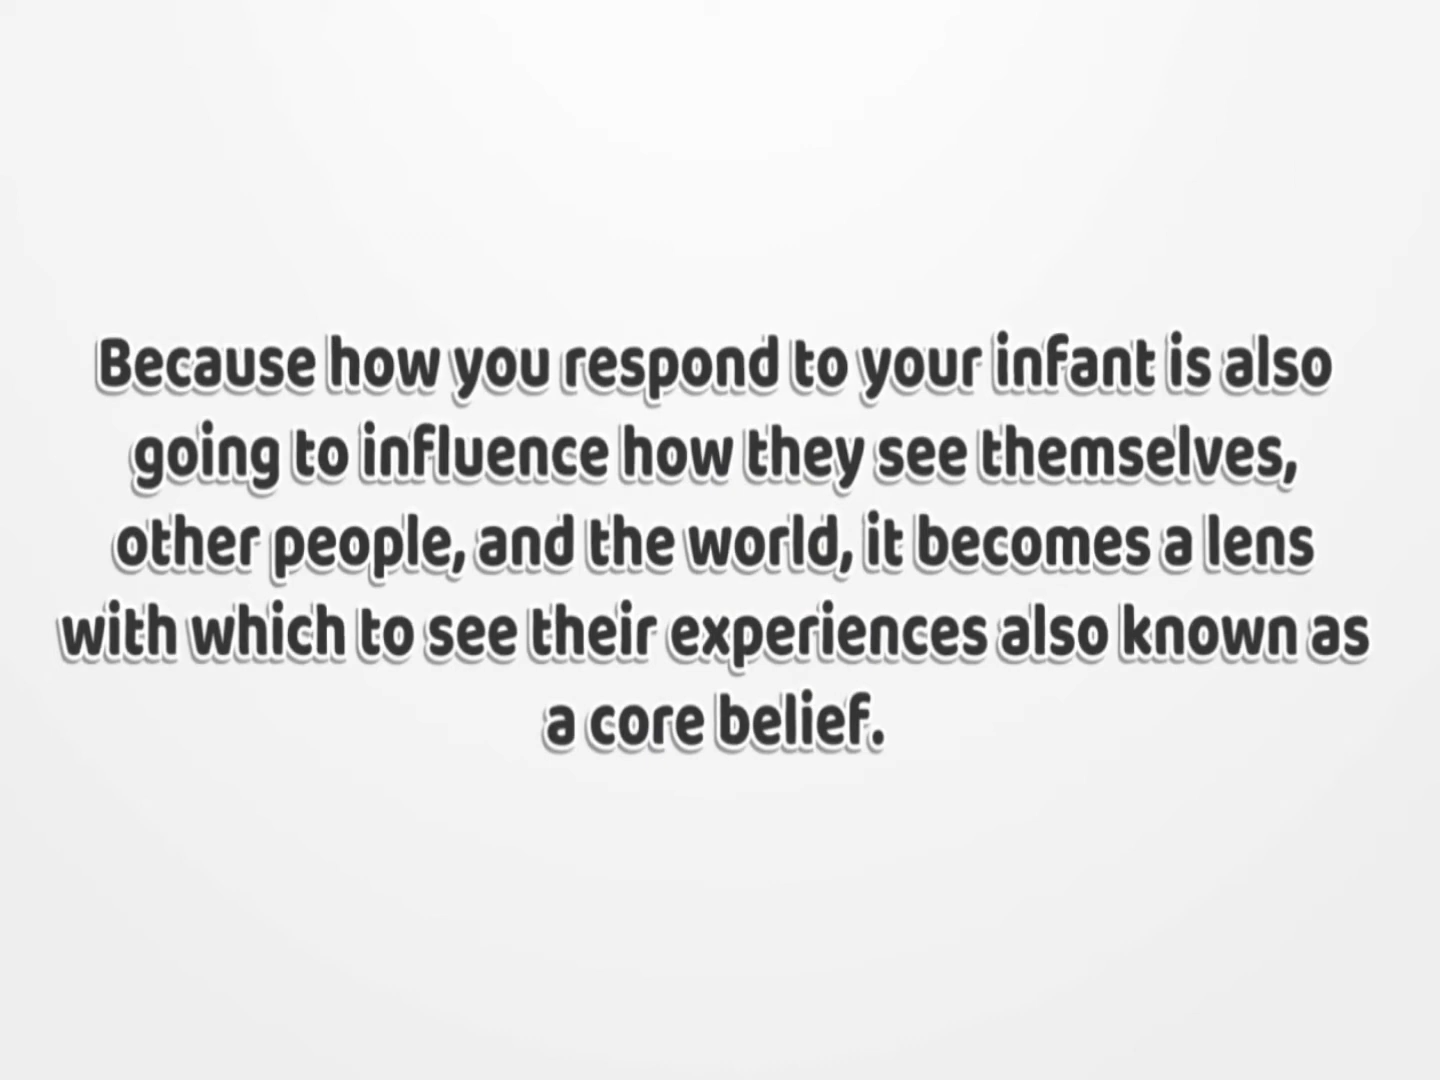 Because how you respond to your infant is also
going to influence how they see themselves,
other people, and the world, it becomes a lens
with which to see their experiences also known as
a core belief.